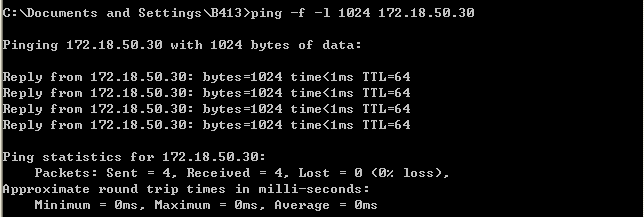 C:\Documents and Settings\B413>ping -f -l 1024 172.18.50.30
Pinging 172.18.50.30 with 1024 bytes of data:
Reply from 172.18.50.30: bytes=1024 time<1ms TTL=64
Reply from 172.18.50.30: bytes=1024 time<1ms TTL=64
Reply from 172.18.50.30: bytes=1024 time<1ms TTL=64
Reply from 172.18.50.30: bytes=1024 time<1ms TTL=64
Ping statistics for 172.18.50.30:
    Packets: Sent = 4, Received = 4, Lost = 0 (0% loss),
Approximate round trip times in milli-seconds:
    Minimum = 0ms, Maximum = 0ms, Average = 0ms